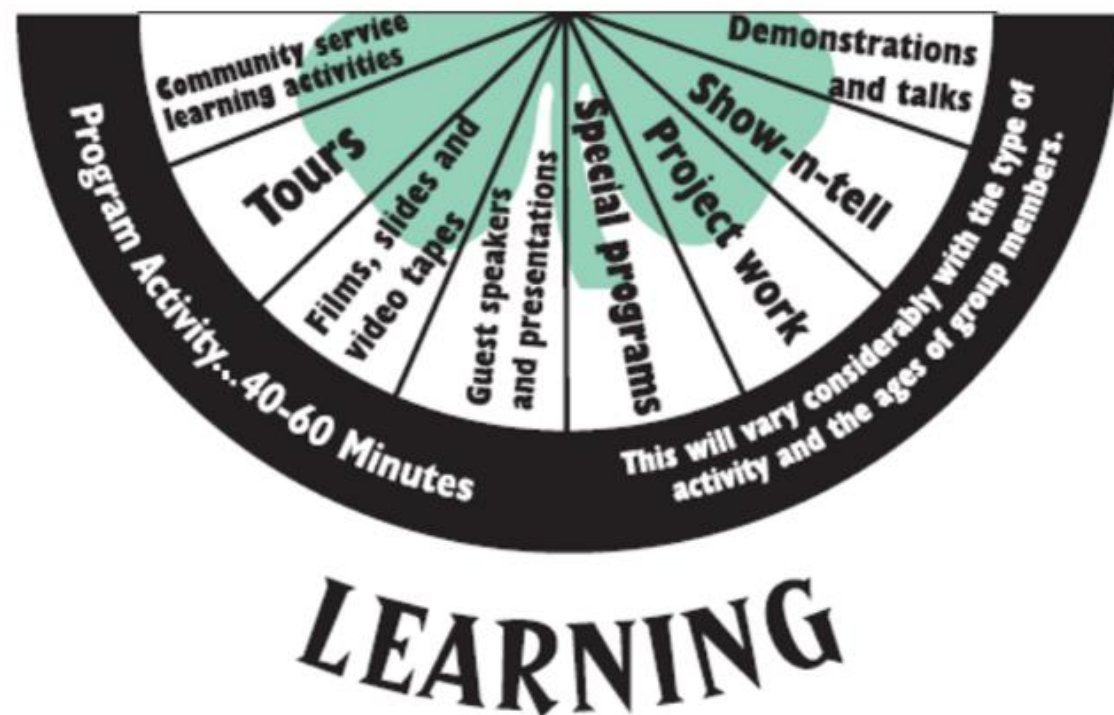 Community service
learning activities
Tours
Films, slides and
video tapes
Guest speakers
and presentations
Special programs
Project work
Show-n-tell
Demonstrations
and talks
Program Activity...40-60 Minutes
This will vary considerably with the type of
activity and the ages of group members.
LEARNING